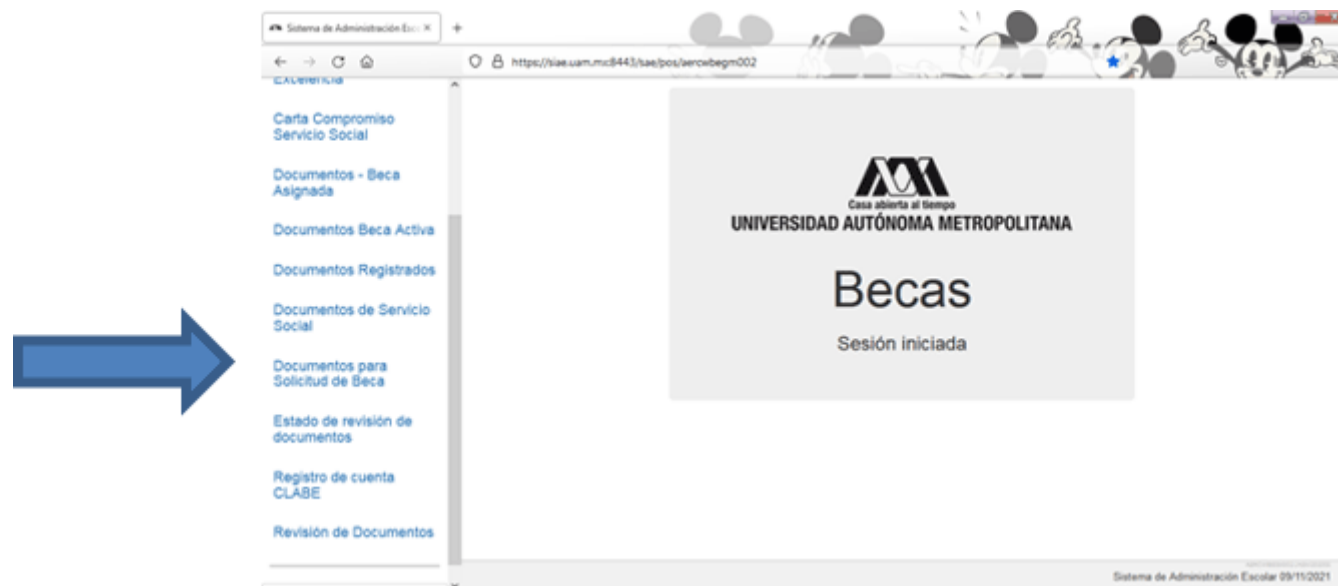 Sistema de Administración Esc
https://siae.uam.mx:8443/sae/pos/aercwbegm002
Excelencia
Carta Compromiso
Servicio Social
Documentos - Beca
Asignada
Documentos Beca Activa
Documentos Registrados
Documentos de Servicio
Social
Documentos para
Solicitud de Beca
Estado de revisión de
documentos
Registro de cuenta
CLABE
Revisión de Documentos
Casa abierta al tiempo
UNIVERSIDAD AUTÓNOMA METROPOLITANA
Becas
Sesión iniciada
Sistema de Administración Escolar 09/11/2021